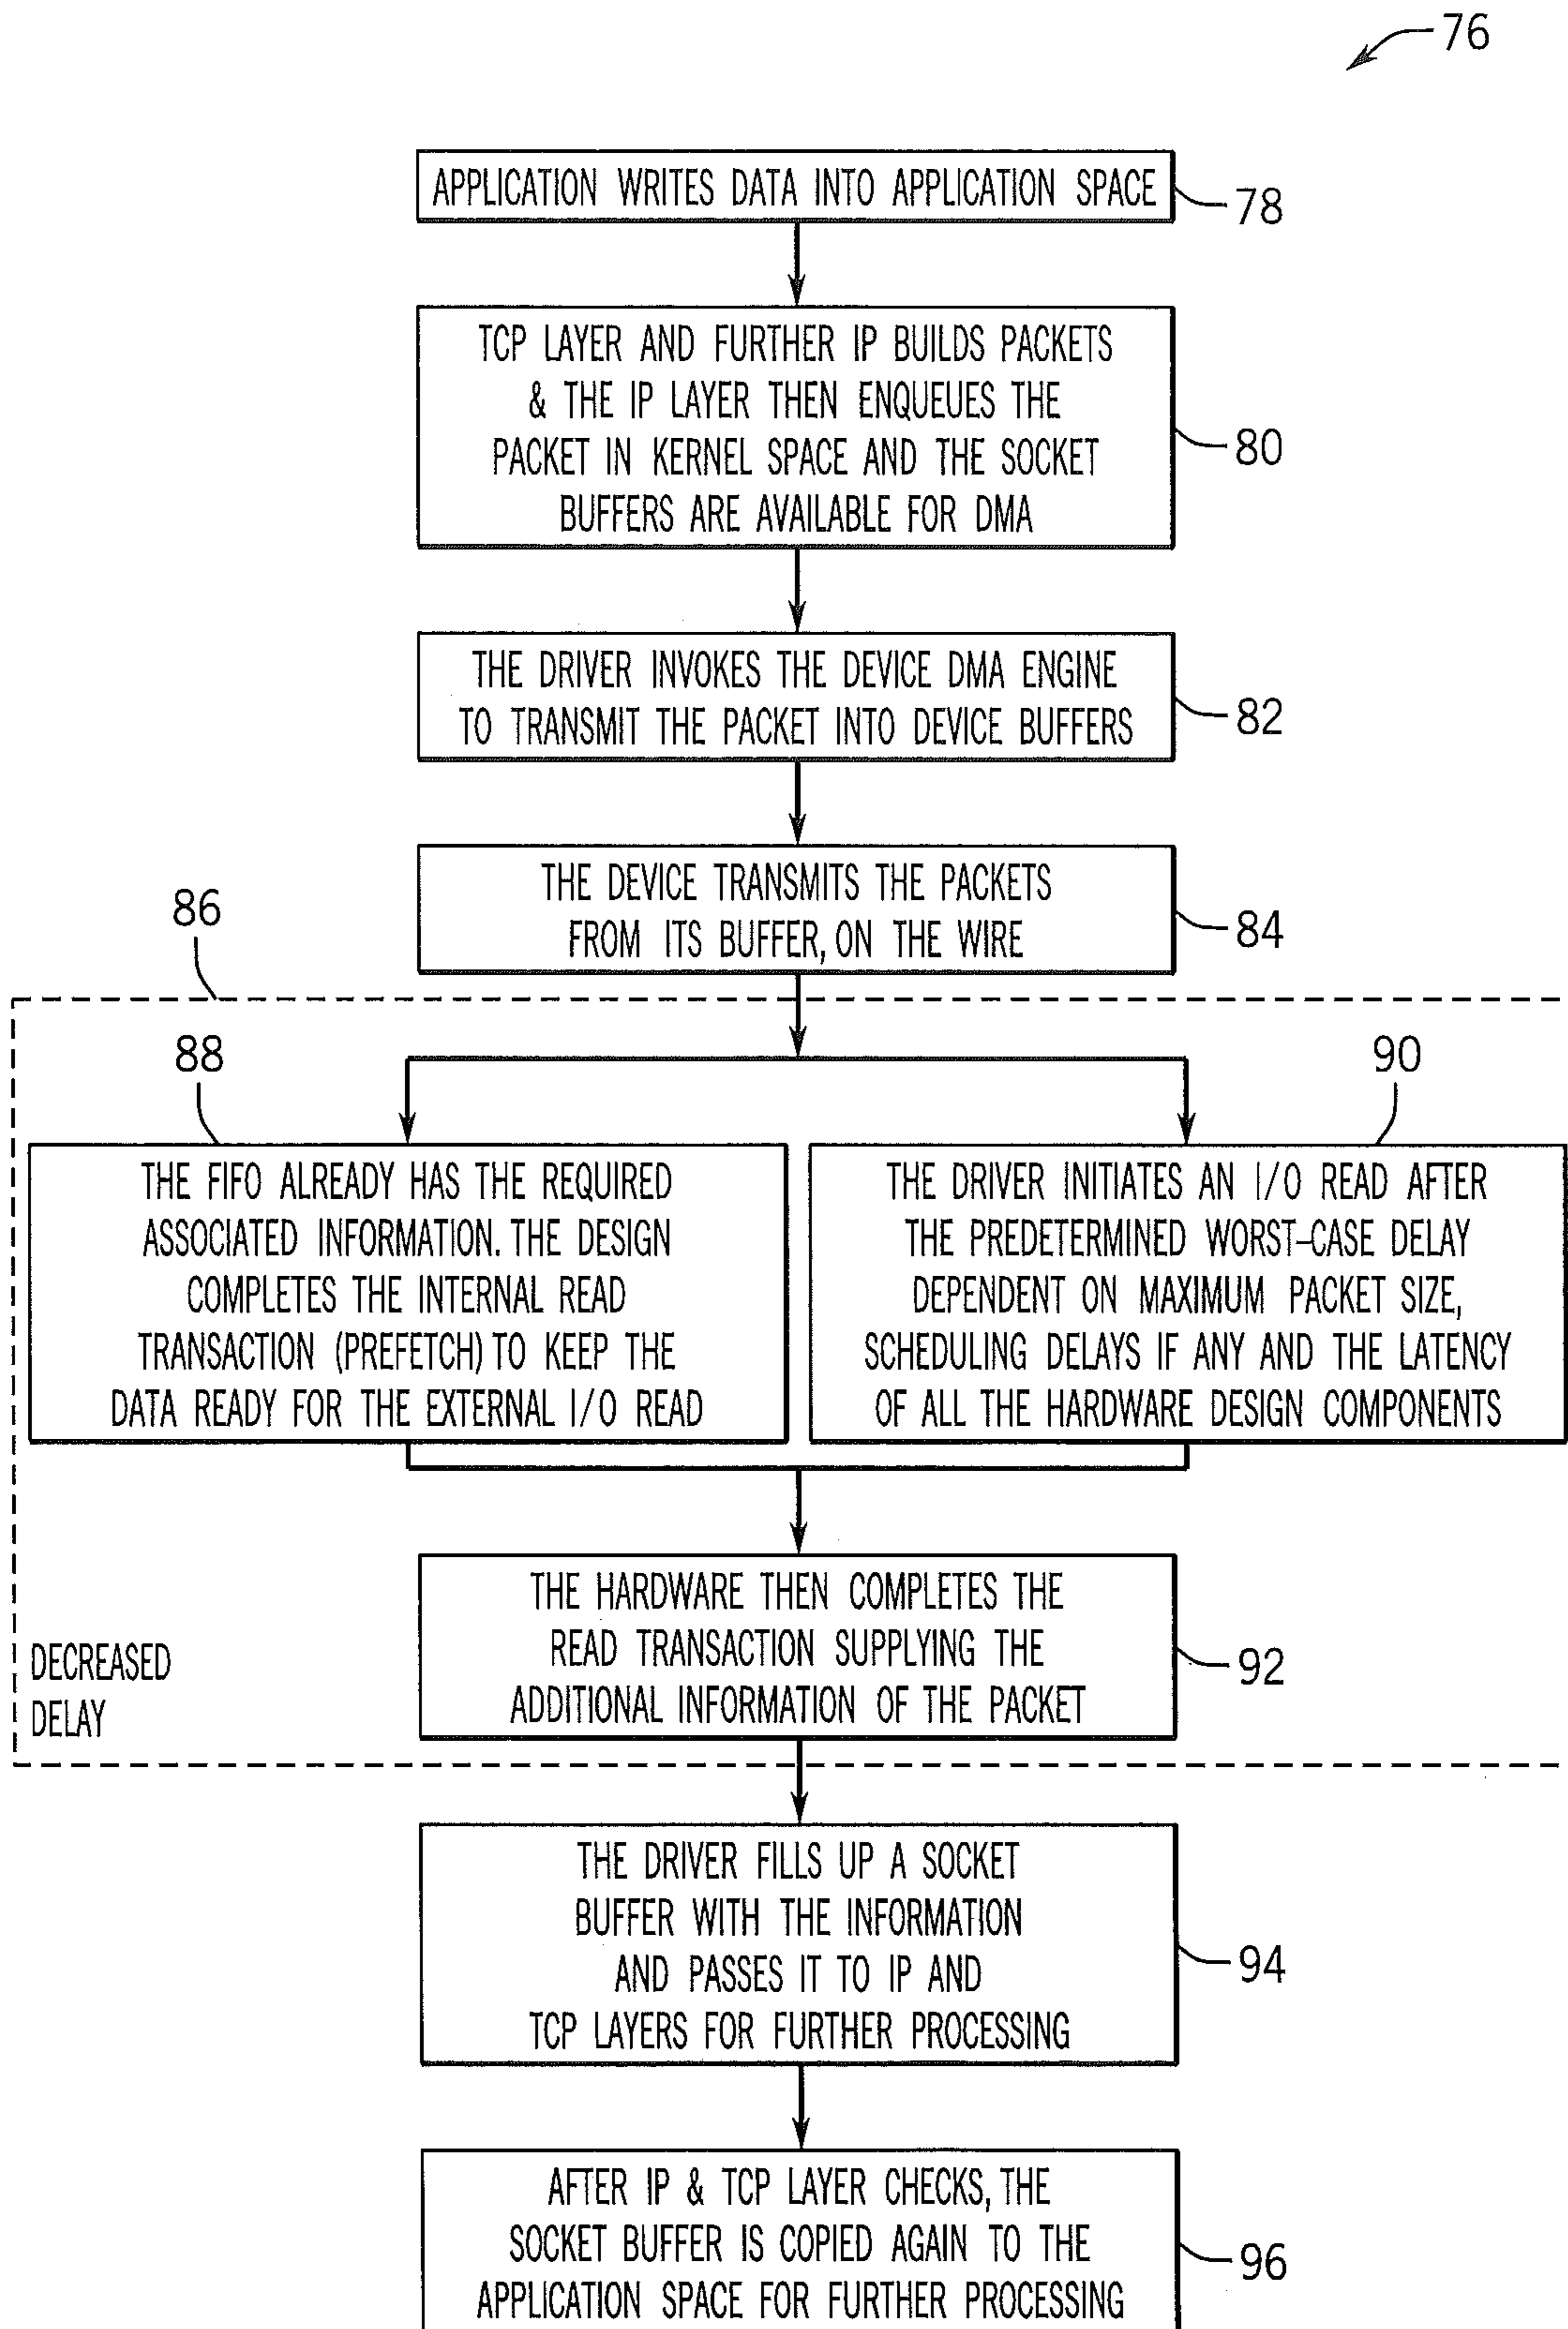 76
APPLICATION WRITES DATA INTO APPLICATION SPACE
78
TCP LAYER AND FURTHER IP BUILDS PACKETS
& THE IP LAYER THEN ENQUEUES THE
PACKET IN KERNEL SPACE AND THE SOCKET
BUFFERS ARE AVAILABLE FOR DMA
80
THE DRIVER INVOKES THE DEVICE DMA ENGINE
TO TRANSMIT THE PACKET INTO DEVICE BUFFERS
82
THE DEVICE TRANSMITS THE PACKETS
FROM ITS BUFFER, ON THE WIRE
84
86
88
THE FIFO ALREADY HAS THE REQUIRED
ASSOCIATED INFORMATION. THE DESIGN
COMPLETES THE INTERNAL READ
TRANSACTION (PREFETCH) TO KEEP THE
DATA READY FOR THE EXTERNAL I/O READ
90
THE DRIVER INITIATES AN I/O READ AFTER
THE PREDETERMINED WORST-CASE DELAY
DEPENDENT ON MAXIMUM PACKET SIZE,
SCHEDULING DELAYS IF ANY AND THE LATENCY
OF ALL THE HARDWARE DESIGN COMPONENTS
THE HARDWARE THEN COMPLETES THE
READ TRANSACTION SUPPLYING THE
ADDITIONAL INFORMATION OF THE PACKET
92
DECREASED
DELAY
THE DRIVER FILLS UP A SOCKET
BUFFER WITH THE INFORMATION
AND PASSES IT TO IP AND
TCP LAYERS FOR FURTHER PROCESSING
94
AFTER IP & TCP LAYER CHECKS, THE
SOCKET BUFFER IS COPIED AGAIN TO THE
APPLICATION SPACE FOR FURTHER PROCESSING
96